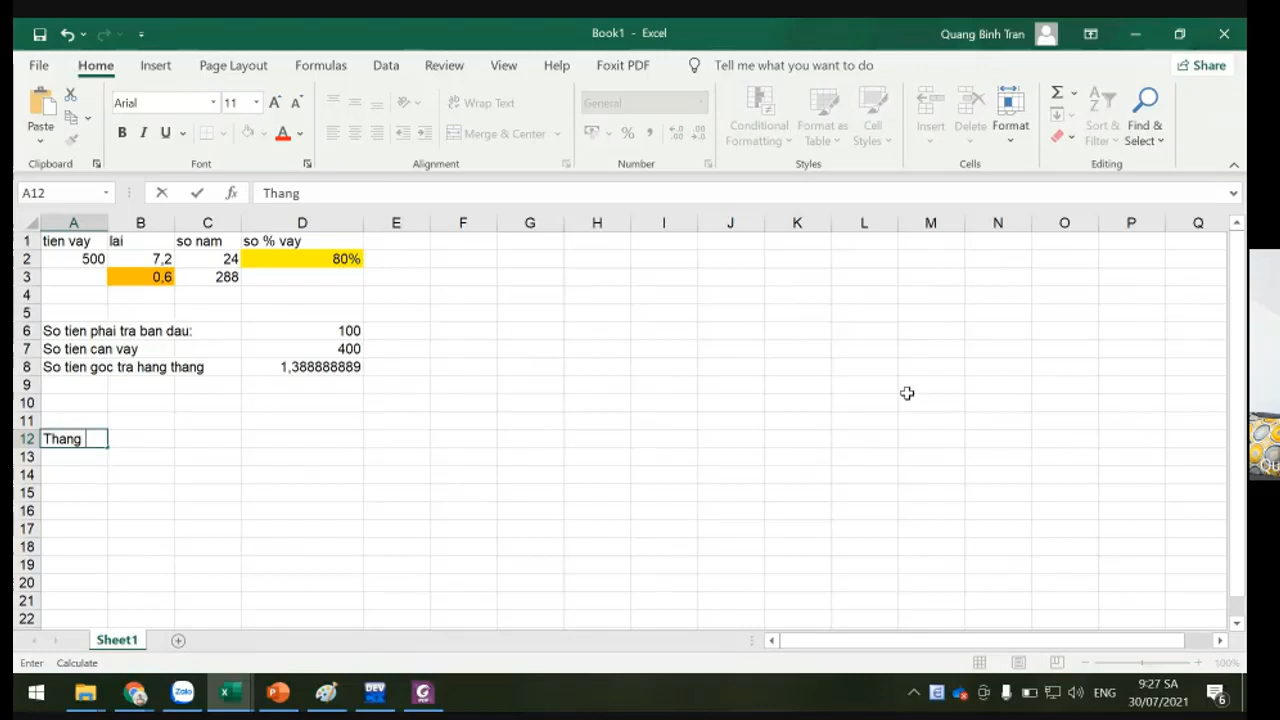 Book1 - Excel
Quang Binh Tran
File Home Insert Page Layout Formulas Data Review View Help Foxit PDF Tell me what you want to do Share
Paste
Arial 11
B I U
Wrap Text
Merge & Center
General
Conditional Formatting
Format as Table
Cell Styles
Insert Delete Format
Sort & Filter
Find & Select
Clipboard Font Alignment Number Styles Cells Editing
A12 fx Thang
A B C D E F G H I J K L M N O P Q
1 tien vay lai so nam so % vay
2 500 7,2 24 80%
3 0,6 288
4
5
6 So tien phai tra ban dau: 100
7 So tien can vay 400
8 So tien goc tra hang thang 1,388888889
9
10
11
12 Thang
13
14
15
16
17
18
19
20
21
22
Sheet1
Enter Calculate 100%
Zalo DEV PDF ENG 9:27 SA
30/07/2021 6